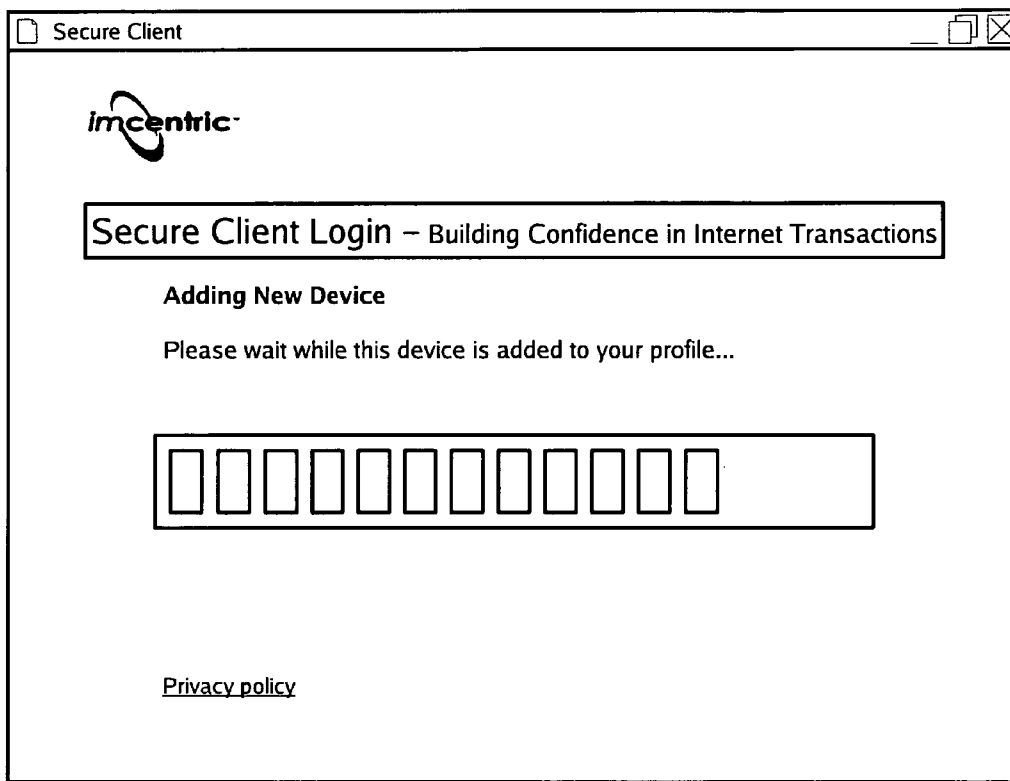 Secure Client
imcentric™
Secure Client Login – Building Confidence in Internet Transactions
Adding New Device
Please wait while this device is added to your profile...
Privacy policy